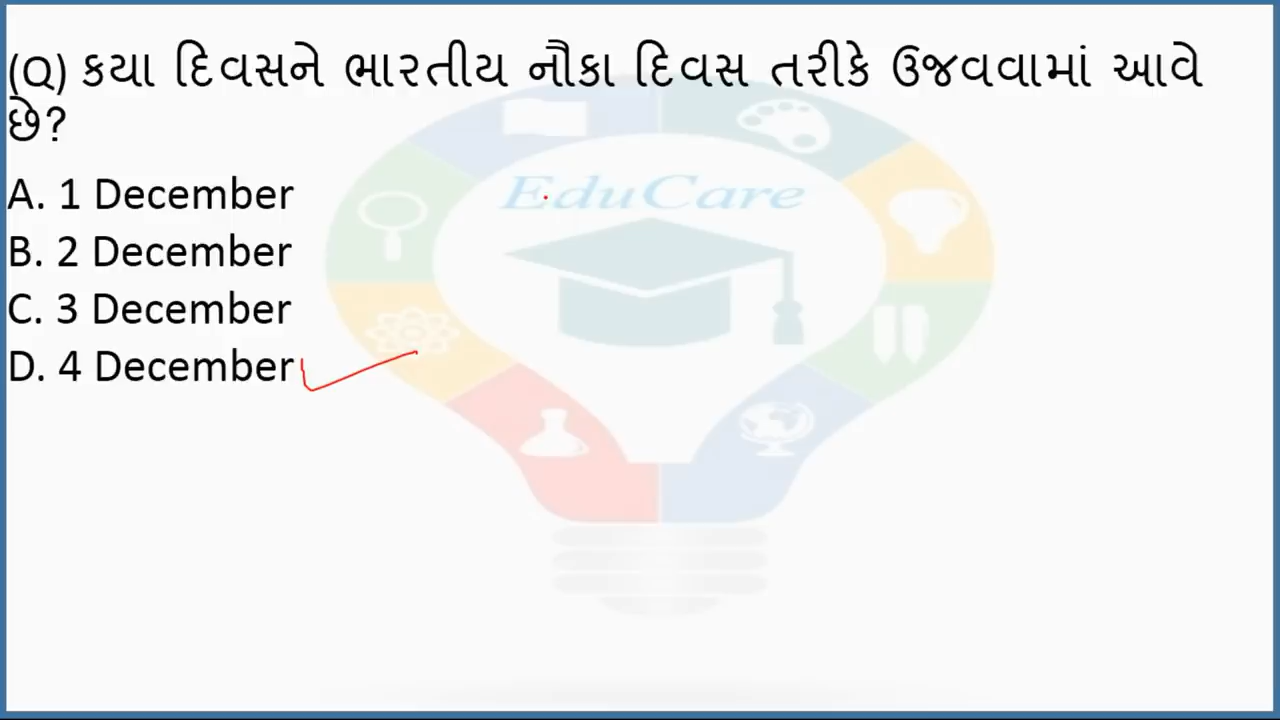 (Q) કયા દિવસને ભારતીય નૌકા દિવસ તરીકે ઉજવવામાં આવે
છે?
EduCare
A. 1 December
B. 2 December
C. 3 December
D. 4 December